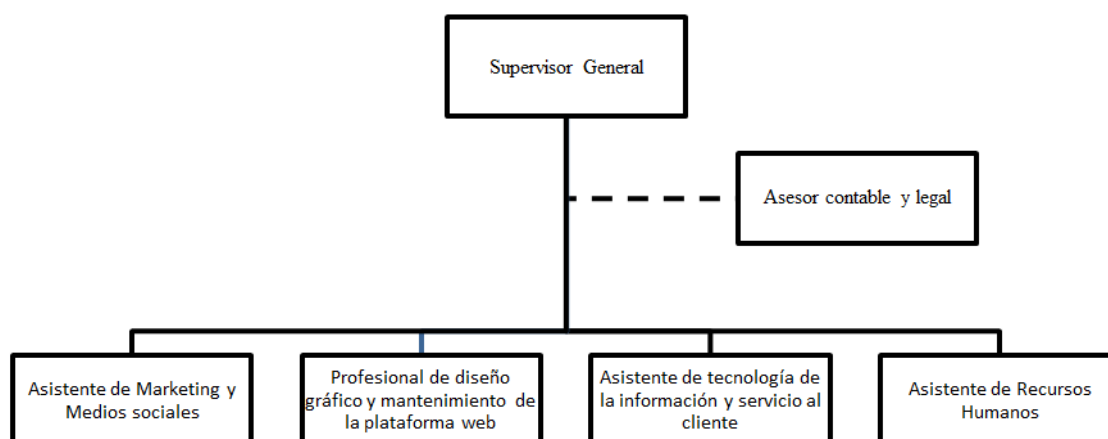 Supervisor General
Asesor contable y legal
Asistente de Marketing y
Medios sociales
Profesional de diseño
gráfico y mantenimiento de
la plataforma web
Asistente de tecnología de
la información y servicio al
cliente
Asistente de Recursos
Humanos